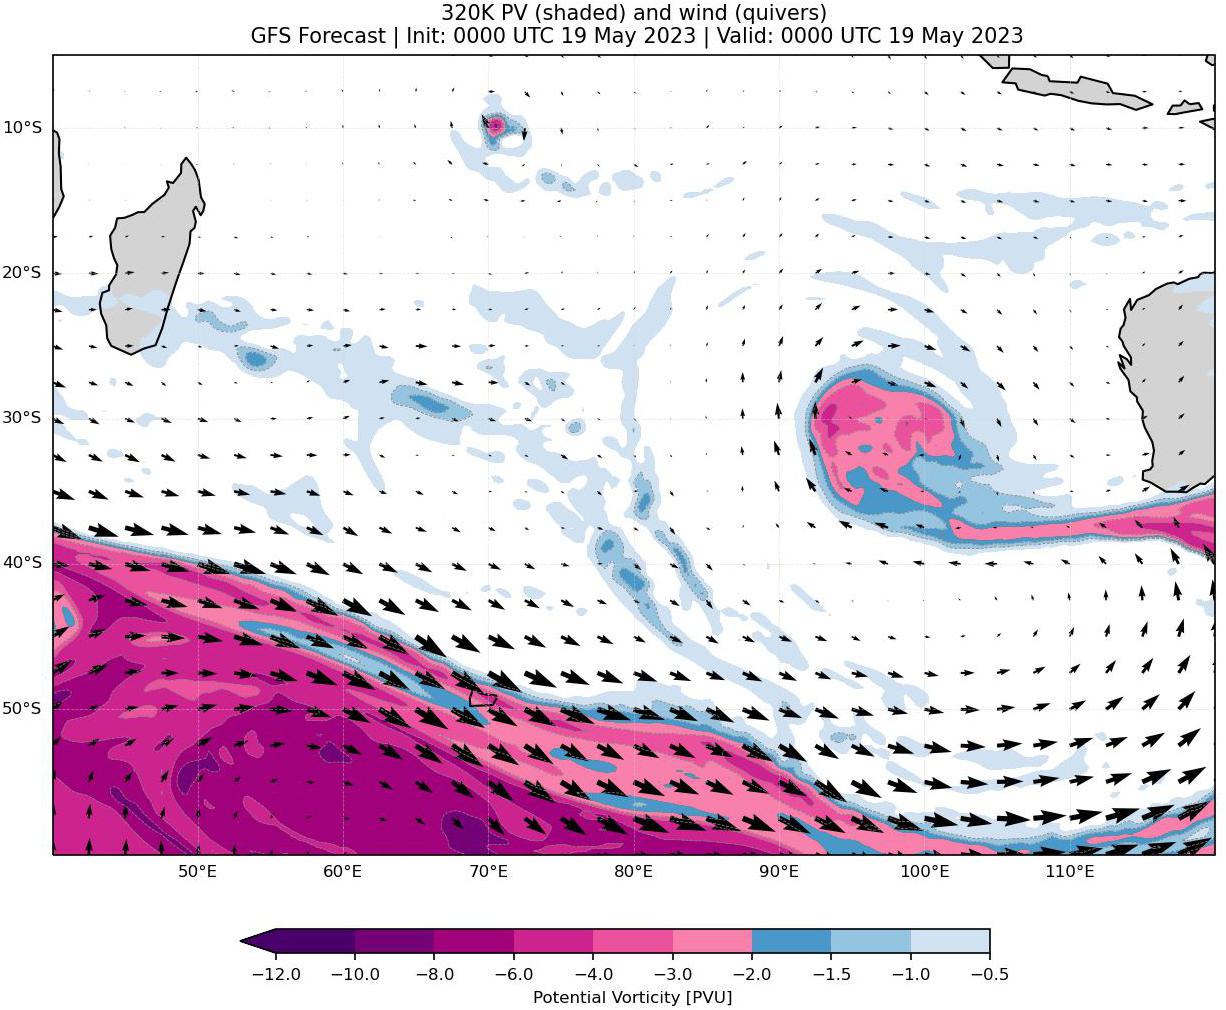 320K PV (shaded) and wind (quivers)
GFS Forecast | Init: 0000 UTC 19 May 2023 | Valid: 0000 UTC 19 May 2023
10°S
20°S
30°S
40°S
50°S
50°E 60°E 70°E 80°E 90°E 100°E 110°E
−12.0 −10.0 −8.0 −6.0 −4.0 −3.0 −2.0 −1.5 −1.0 −0.5
Potential Vorticity [PVU]